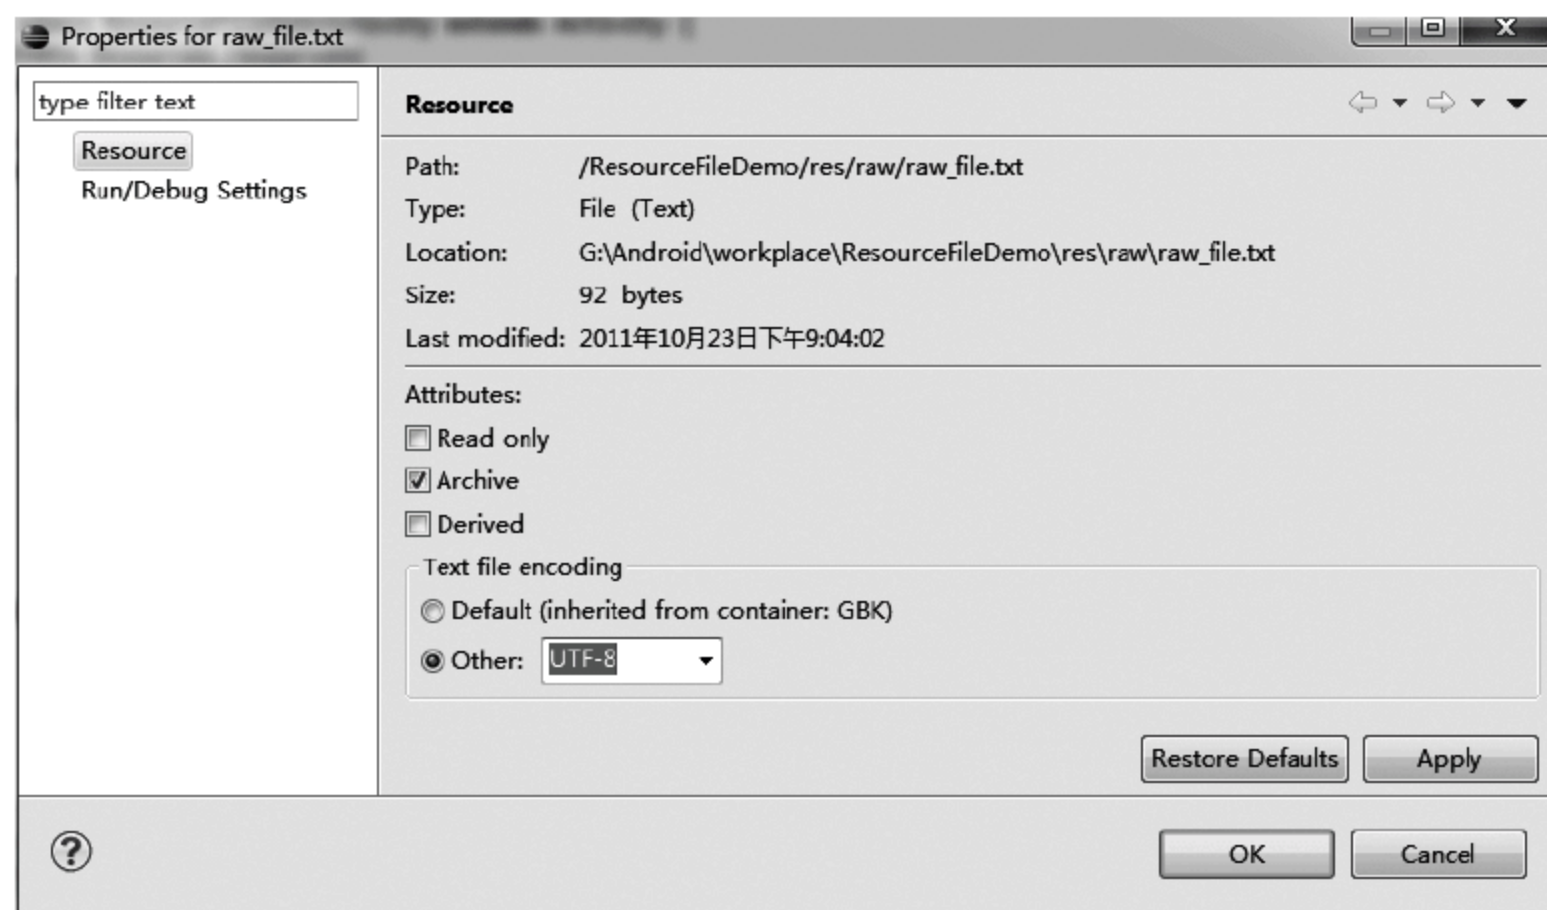 Properties for raw_file.txt
type filter text
Resource
Run/Debug Settings
Resource
Path: /ResourceFileDemo/res/raw/raw_file.txt
Type: File (Text)
Location: G:\Android\workplace\ResourceFileDemo\res\raw\raw_file.txt
Size: 92 bytes
Last modified: 2011年10月23日下午9:04:02
Attributes:
Read only
Archive
Derived
Text file encoding
Default (inherited from container: GBK)
Other: UTF-8
Restore Defaults Apply
OK Cancel